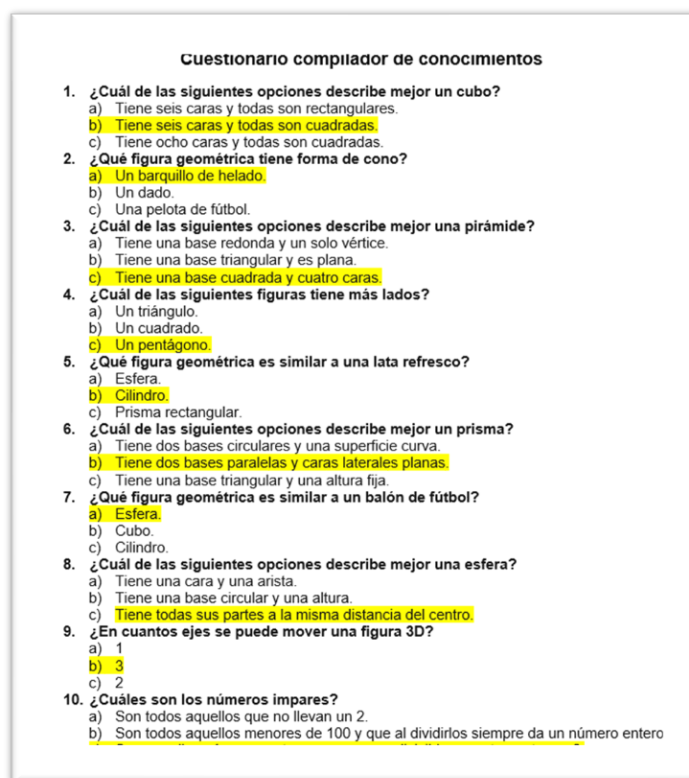 Cuestionario compilador de conocimientos
1. ¿Cuál de las siguientes opciones describe mejor un cubo?
a) Tiene seis caras y todas son rectangulares.
b) Tiene seis caras y todas son cuadradas.
c) Tiene ocho caras y todas son cuadradas.
2. ¿Qué figura geométrica tiene forma de cono?
a) Un barquillo de helado.
b) Un dado.
c) Una pelota de fútbol.
3. ¿Cuál de las siguientes opciones describe mejor una pirámide?
a) Tiene una base redonda y un solo vértice.
b) Tiene una base triangular y es plana.
c) Tiene una base cuadrada y cuatro caras.
4. ¿Cuál de las siguientes figuras tiene más lados?
a) Un triángulo.
b) Un cuadrado.
c) Un pentágono.
5. ¿Qué figura geométrica es similar a una lata refresco?
a) Esfera.
b) Cilindro.
c) Prisma rectangular.
6. ¿Cuál de las siguientes opciones describe mejor un prisma?
a) Tiene dos bases circulares y una superficie curva.
b) Tiene dos bases paralelas y caras laterales planas.
c) Tiene una base triangular y una altura fija.
7. ¿Qué figura geométrica es similar a un balón de fútbol?
a) Esfera.
b) Cubo.
c) Cilindro.
8. ¿Cuál de las siguientes opciones describe mejor una esfera?
a) Tiene una cara y una arista.
b) Tiene una base circular y una altura.
c) Tiene todas sus partes a la misma distancia del centro.
9. ¿En cuantos ejes se puede mover una figura 3D?
a) 1
b) 3
c) 2
10. ¿Cuáles son los números impares?
a) Son todos aquellos que no llevan un 2.
b) Son todos aquellos menores de 100 y que al dividirlos siempre da un número entero